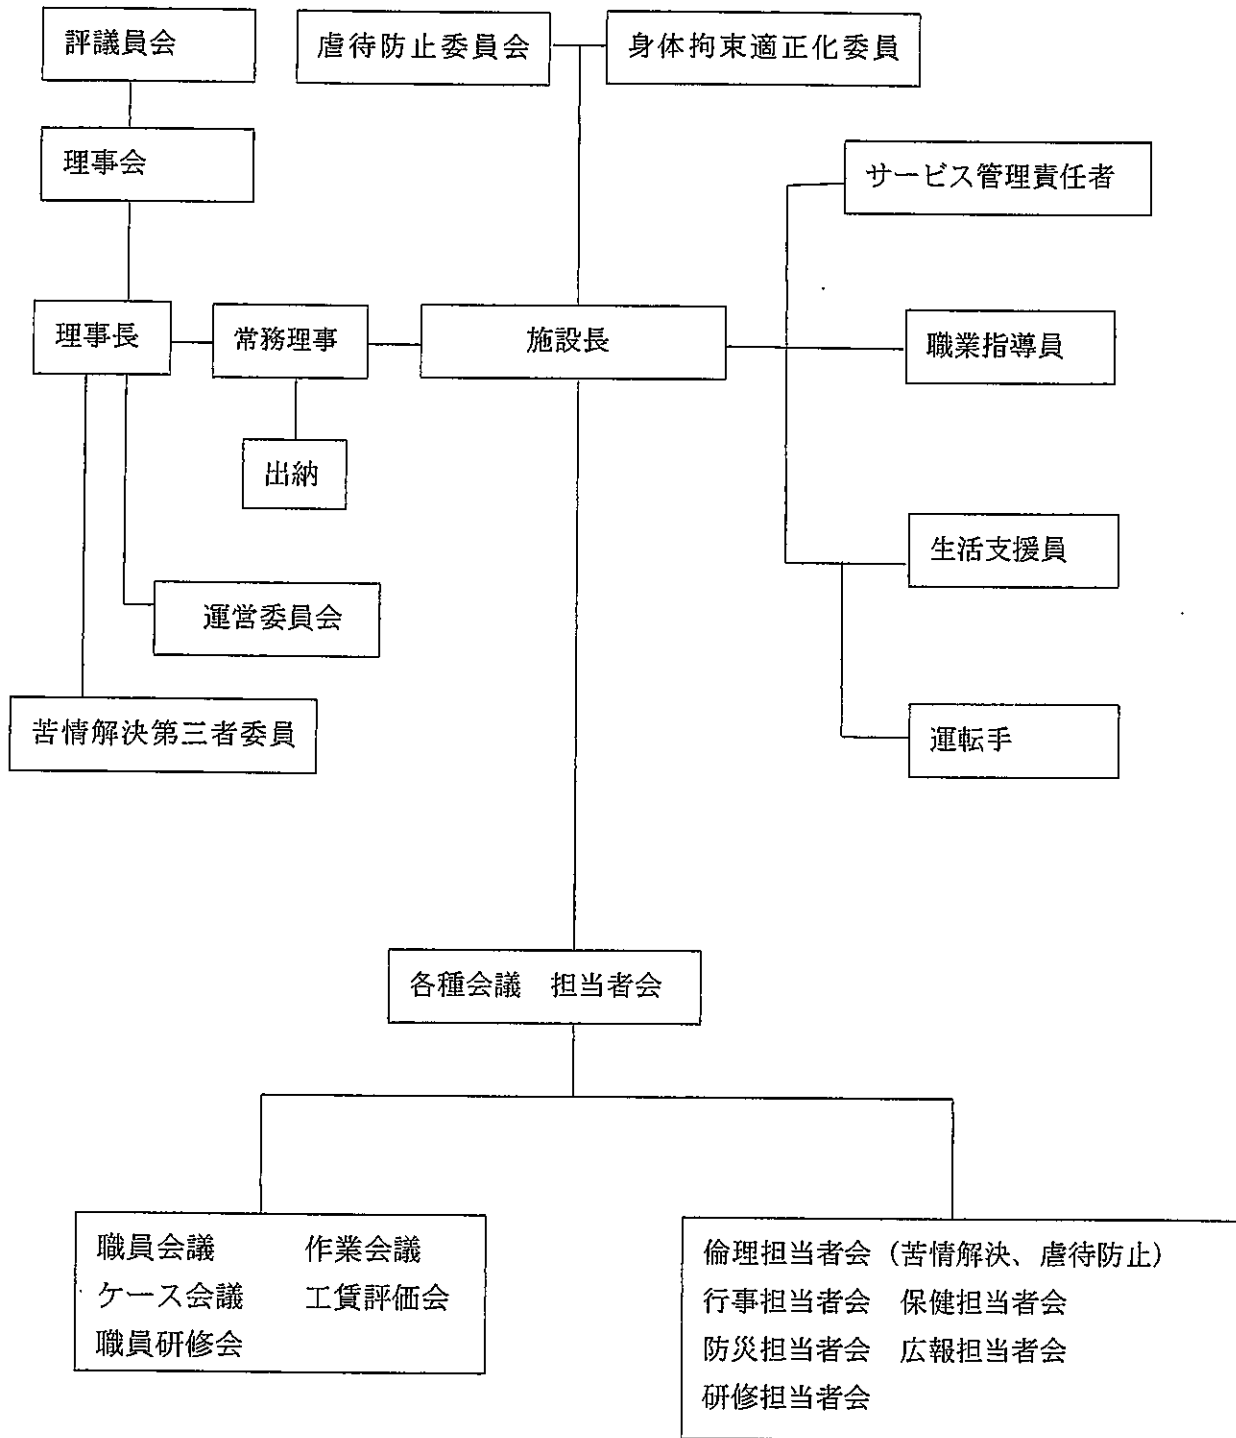 評議員会
虐待防止委員会
身体拘束適正化委員
理事会
サービス管理責任者
理事長
常務理事
施設長
職業指導員
出納
生活支援員
運営委員会
苦情解決第三者委員
運転手
各種会議　担当者会
職員会議　作業会議
ケース会議　工賃評価会
職員研修会
倫理担当者会（苦情解決、虐待防止）
行事担当者会　保健担当者会
防災担当者会　広報担当者会
研修担当者会